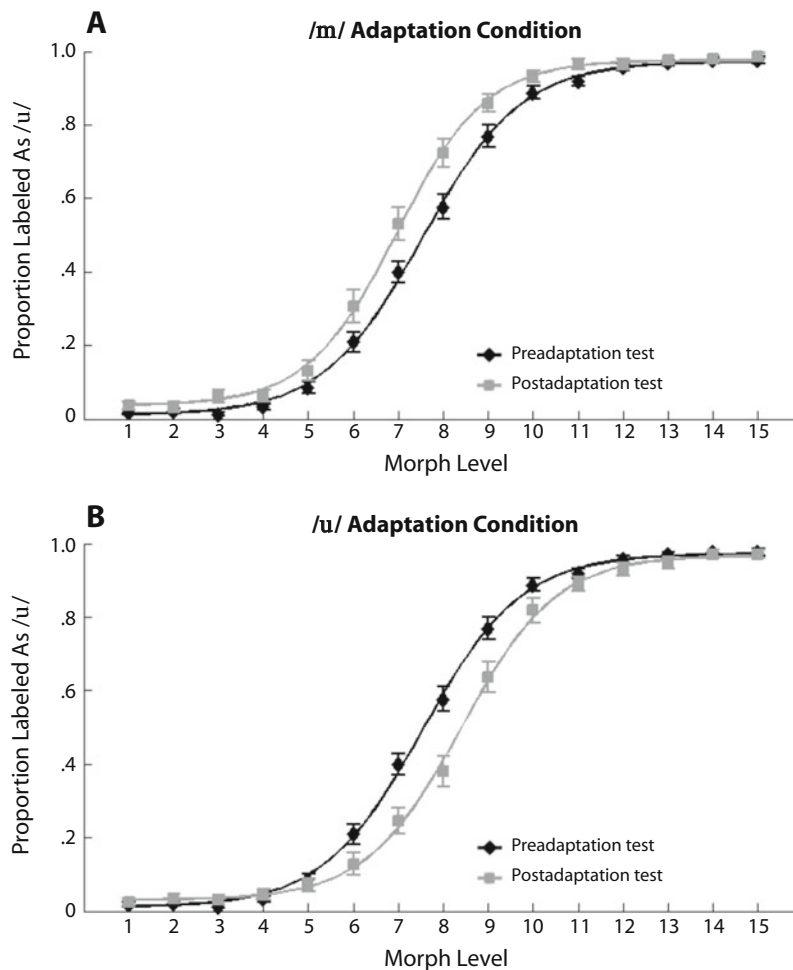 A
/m/ Adaptation Condition
1.0
.8
.6
.4
.2
0
Proportion Labeled As /u/
Preadaptation test
Postadaptation test
1 2 3 4 5 6 7 8 9 10 11 12 13 14 15
Morph Level
B
/u/ Adaptation Condition
1.0
.8
.6
.4
.2
0
Proportion Labeled As /u/
Preadaptation test
Postadaptation test
1 2 3 4 5 6 7 8 9 10 11 12 13 14 15
Morph Level